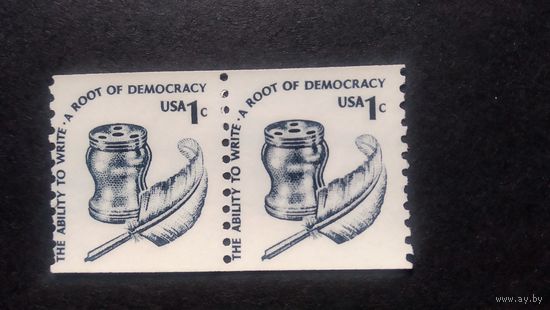 THE ABILITY TO WRITE · A ROOT OF DEMOCRACY
USA 1c
THE ABILITY TO WRITE · A ROOT OF DEMOCRACY
USA 1c
www.ay.by